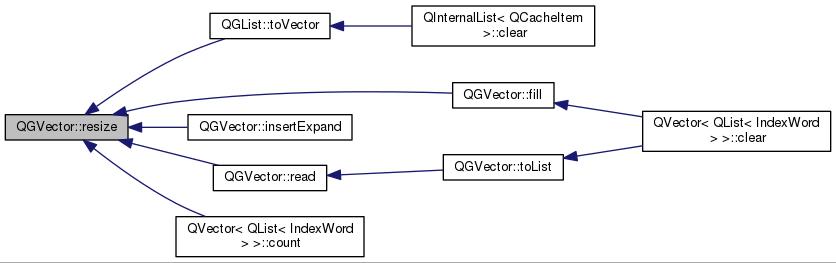 QGList::toVector
QInternalList< QCacheItem
>::clear
QGVector::fill
QGVector::resize
QGVector::insertExpand
QVector< QList< IndexWord
> >::clear
QGVector::read
QGVector::toList
QVector< QList< IndexWord
> >::count